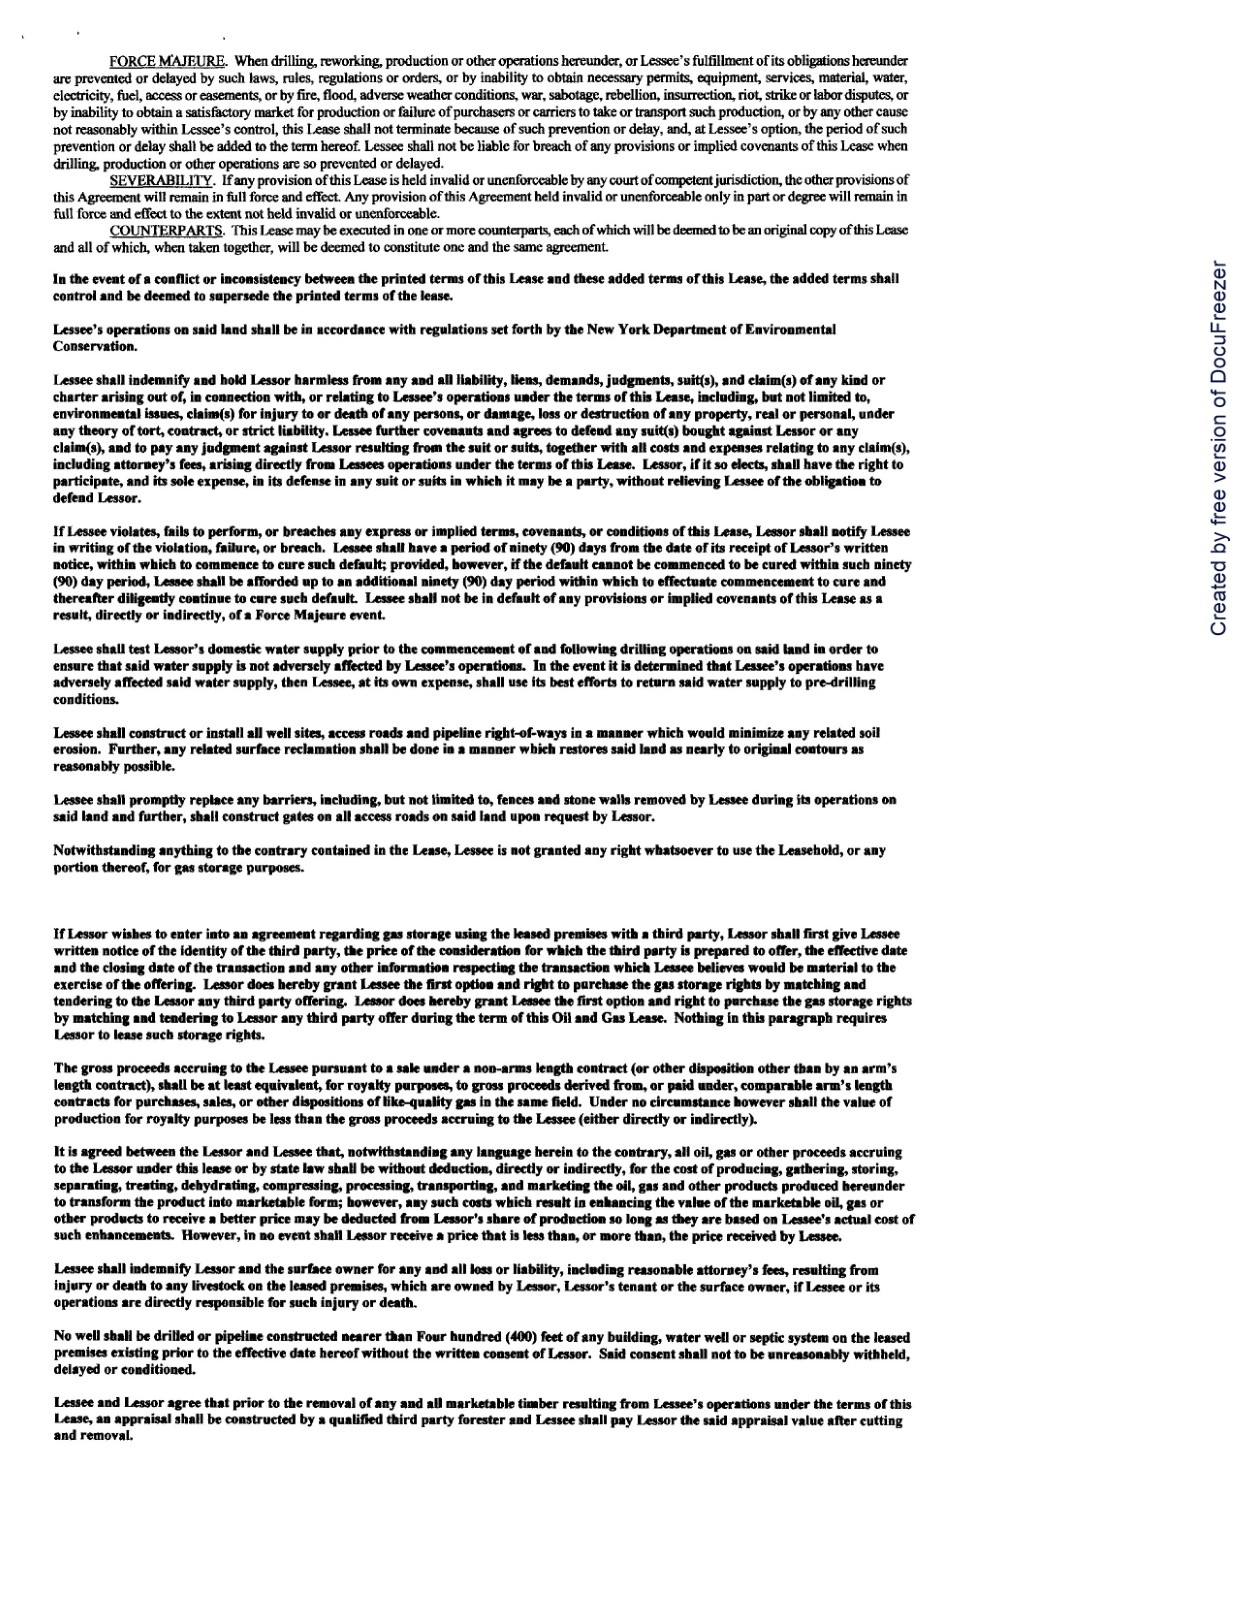 FORCE MAJEURE. When drilling, reworking, production or other operations hereunder, or Lessee's fulfillment of its obligations hereunder
are prevented or delayed by such laws, rules, regulations or orders, or by inability to obtain necessary permits, equipment, services, material, water,
electricity, fuel, access or easements, or by fire, flood, adverse weather conditions, war, sabotage, rebellion, insurrection, riot, strike or labor disputes, or
by inability to obtain a satisfactory market for production or failure of purchasers or carriers to take or transport such production, or by any other cause
not reasonably within Lessee's control, this Lease shall not terminate because of such prevention or delay, and, at Lessee's option, the period of such
prevention or delay shall be added to the term hereof. Lessee shall not be liable for breach of any provisions or implied covenants of this Lease when
drilling, production or other operations are so prevented or delayed.
SEVERABILITY. If any provision of this Lease is held invalid or unenforceable by any court of competent jurisdiction, the other provisions of
this Agreement will remain in full force and effect. Any provision of this Agreement held invalid or unenforceable only in part or degree will remain in
full force and effect to the extent not held invalid or unenforceable.
COUNTERPARTS. This Lease may be executed in one or more counterparts, each of which will be deemed to be an original copy of this Lease
and all of which, when taken together, will be deemed to constitute one and the same agreement.
In the event of a conflict or inconsistency between the printed terms of this Lease and these added terms of this Lease, the added terms shall
control and be deemed to supersede the printed terms of the lease.
Lessee's operations on said land shall be in accordance with regulations set forth by the New York Department of Environmental
Conservation.
Lessee shall indemnify and hold Lessor harmless from any and all liability, liens, demands, judgments, suit(s), and claim(s) of any kind or
charter arising out of, in connection with, or relating to Lessee's operations under the terms of this Lease, including, but not limited to,
environmental issues, claim(s) for injury to or death of any persons, or damage, loss or destruction of any property, real or personal, under
any theory of tort, contract, or strict liability. Lessee further covenants and agrees to defend any suit(s) bought against Lessor or any
claim(s), and to pay any judgment against Lessor resulting from the suit or suits, together with all costs and expenses relating to any claim(s),
including attorney's fees, arising directly from Lessees operations under the terms of this Lease. Lessor, if it so elects, shall have the right to
participate, and its sole expense, in its defense in any suit or suits in which it may be a party, without relieving Lessee of the obligation to
defend Lessor.
If Lessee violates, fails to perform, or breaches any express or implied terms, covenants, or conditions of this Lease, Lessor shall notify Lessee
in writing of the violation, failure, or breach. Lessee shall have a period of ninety (90) days from the date of its receipt of Lessor's written
notice, within which to commence to cure such default; provided, however, if the default cannot be commenced to be cured within such ninety
(90) day period, Lessee shall be afforded up to an additional ninety (90) day period within which to effectuate commencement to cure and
thereafter diligently continue to cure such default. Lessee shall not be in default of any provisions or implied covenants of this Lease as a
result, directly or indirectly, of a Force Majeure event.
Lessee shall test Lessor's domestic water supply prior to the commencement of and following drilling operations on said land in order to
ensure that said water supply is not adversely affected by Lessee's operations. In the event it is determined that Lessee's operations have
adversely affected said water supply, then Lessee, at its own expense, shall use its best efforts to return said water supply to pre-drilling
conditions.
Lessee shall construct or install all well sites, access roads and pipeline right-of-ways in a manner which would minimize any related soil
erosion. Further, any related surface reclamation shall be done in a manner which restores said land as nearly to original contours as
reasonably possible.
Lessee shall promptly replace any barriers, including, but not limited to, fences and stone walls removed by Lessee during its operations on
said land and further, shall construct gates on all access roads on said land upon request by Lessor.
Notwithstanding anything to the contrary contained in the Lease, Lessee is not granted any right whatsoever to use the Leasehold, or any
portion thereof, for gas storage purposes.
If Lessor wishes to enter into an agreement regarding gas storage using the leased premises with a third party, Lessor shall first give Lessee
written notice of the identity of the third party, the price of the consideration for which the third party is prepared to offer, the effective date
and the closing date of the transaction and any other information respecting the transaction which Lessee believes would be material to the
exercise of the offering. Lessor does hereby grant Lessee the first option and right to purchase the gas storage rights by matching and
tendering to the Lessor any third party offering. Lessor does hereby grant Lessee the first option and right to purchase the gas storage rights
by matching and tendering to Lessor any third party offer during the term of this Oil and Gas Lease. Nothing in this paragraph requires
Lessor to lease such storage rights.
The gross proceeds accruing to the Lessee pursuant to a sale under a non-arms length contract (or other disposition other than by an arm's
length contract), shall be at least equivalent, for royalty purposes, to gross proceeds derived from, or paid under, comparable arm's length
contracts for purchases, sales, or other dispositions of like-quality gas in the same field. Under no circumstance however shall the value of
production for royalty purposes be less than the gross proceeds accruing to the Lessee (either directly or indirectly).
It is agreed between the Lessor and Lessee that, notwithstanding any language herein to the contrary, all oil, gas or other proceeds accruing
to the Lessor under this lease or by state law shall be without deduction, directly or indirectly, for the cost of producing, gathering, storing,
separating, treating, dehydrating, compressing, processing, transporting, and marketing the oil, gas and other products produced hereunder
to transform the product into marketable form; however, any such costs which result in enhancing the value of the marketable oil, gas or
other products to receive a better price may be deducted from Lessor's share of production so long as they are based on Lessee's actual cost of
such enhancements. However, in no event shall Lessor receive a price that is less than, or more than, the price received by Lessee.
Lessee shall indemnify Lessor and the surface owner for any and all loss or liability, including reasonable attorney's fees, resulting from
injury or death to any livestock on the leased premises, which are owned by Lessor, Lessor's tenant or the surface owner, if Lessee or its
operations are directly responsible for such injury or death.
No well shall be drilled or pipeline constructed nearer than Four hundred (400) feet of any building, water well or septic system on the leased
premises existing prior to the effective date hereof without the written consent of Lessor. Said consent shall not to be unreasonably withheld,
delayed or conditioned.
Lessee and Lessor agree that prior to the removal of any and all marketable timber resulting from Lessee's operations under the terms of this
Lease, an appraisal shall be constructed by a qualified third party forester and Lessee shall pay Lessor the said appraisal value after cutting
and removal.
Created by free version of DocuFreezer